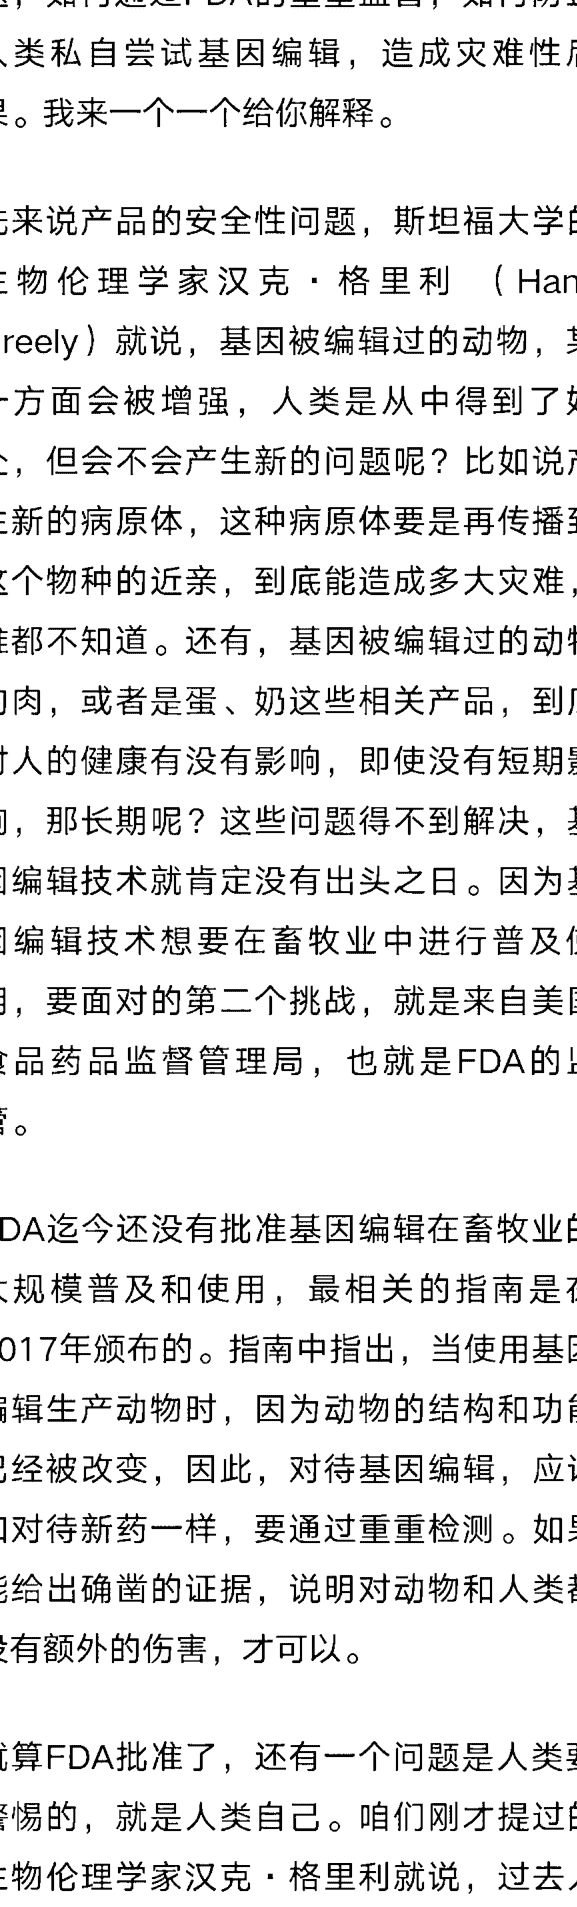 ，如何通过FDA的重重监管，如何防止
人类私自尝试基因编辑，造成灾难性后
果。我来一个一个给你解释。
先来说产品的安全性问题，斯坦福大学的
生物伦理学家汉克·格里利 （Han
reely）就说，基因被编辑过的动物，某
一方面会被增强，人类是从中得到了好
处，但会不会产生新的问题呢？比如说产
生新的病原体，这种病原体要是再传播到
这个物种的近亲，到底能造成多大灾难，
谁都不知道。还有，基因被编辑过的动物
的肉，或者是蛋、奶这些相关产品，到底
对人的健康有没有影响，即使没有短期影
响，那长期呢？这些问题得不到解决，基
因编辑技术就肯定没有出头之日。因为基
因编辑技术想要在畜牧业中进行普及使
用，要面对的第二个挑战，就是来自美国
食品药品监督管理局，也就是FDA的监
管。
DA迄今还没有批准基因编辑在畜牧业的
大规模普及和使用，最相关的指南是在
017年颁布的。指南中指出，当使用基因
编辑生产动物时，因为动物的结构和功能
已经被改变，因此，对待基因编辑，应该
如对待新药一样，要通过重重检测。如果
能给出确凿的证据，说明对动物和人类都
没有额外的伤害，才可以。
就算FDA批准了，还有一个问题是人类要
警惕的，就是人类自己。咱们刚才提过的
生物伦理学家汉克·格里利就说，过去人